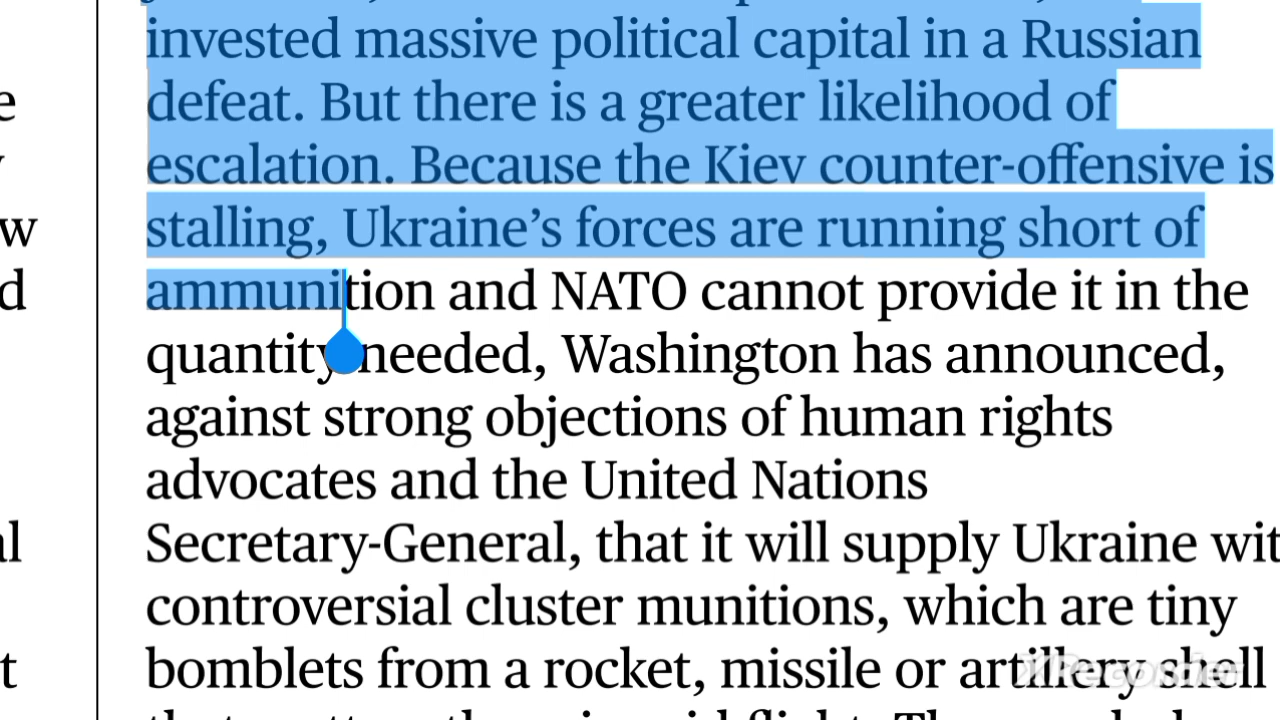 invested massive political capital in a Russian
e
defeat. But there is a greater likelihood of
escalation. Because the Kiev counter-offensive is
w
stalling, Ukraine's forces are running short of
d
ammunition and NATO cannot provide it in the
quantity needed, Washington has announced,
against strong objections of human rights
advocates and the United Nations
al
Secretary-General, that it will supply Ukraine wit
controversial cluster munitions, which are tiny
t
bomblets from a rocket, missile or artillery shell
XRecorder